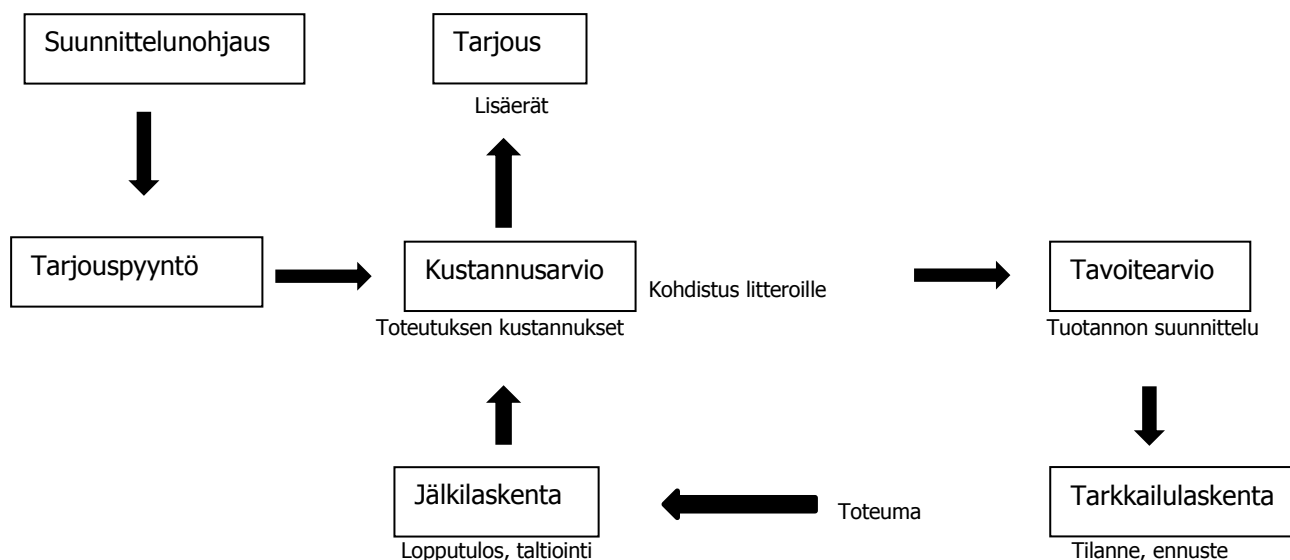 Suunnittelunohjaus
Tarjous
Lisäerät
Tarjouspyyntö
Kustannusarvio
Kohdistus litteroille
Tavoitearvio
Toteutuksen kustannukset
Tuotannon suunnittelu
Jälkilaskenta
Toteuma
Tarkkailulaskenta
Lopputulos, taltiointi
Tilanne, ennuste